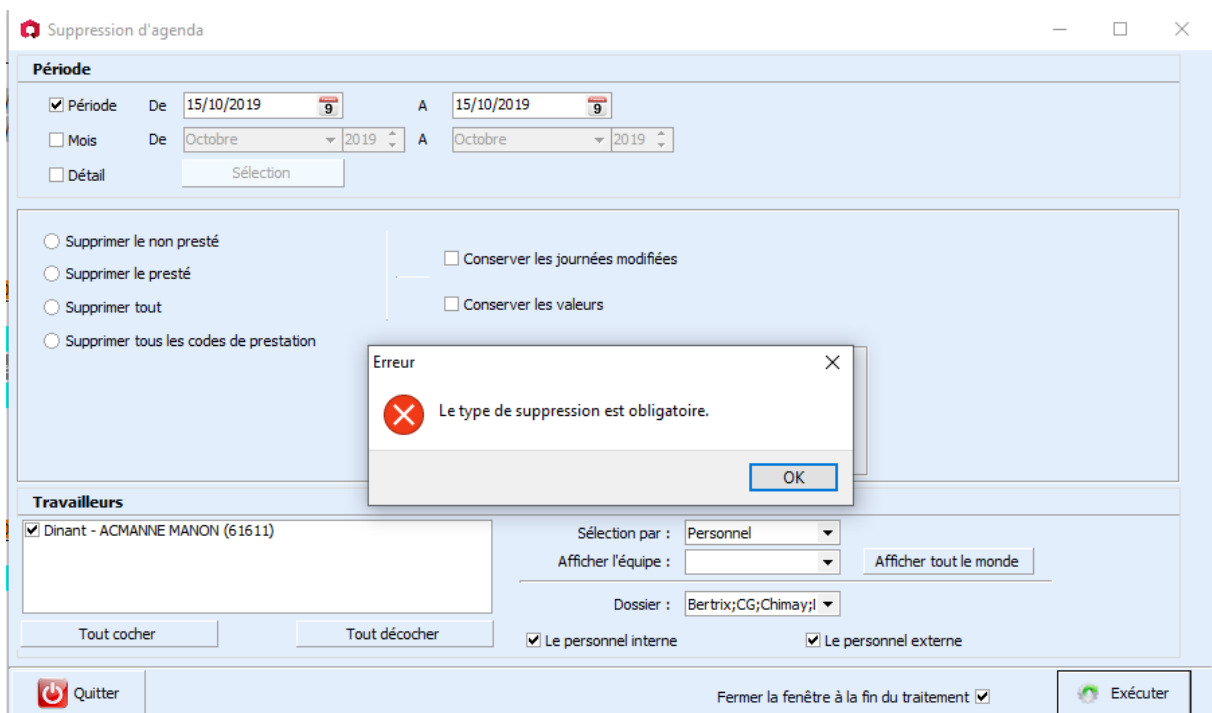 Suppression d'agenda
Période
Période De 15/10/2019 9 A 15/10/2019 9
Mois De Octobre 2019 A Octobre 2019
Détail Sélection
Supprimer le non presté
Supprimer le presté
Supprimer tout
Supprimer tous les codes de prestation
Conserver les journées modifiées
Conserver les valeurs
Erreur
Le type de suppression est obligatoire.
OK
Travailleurs
Dinant - ACMANNE MANON (61611)
Sélection par : Personnel
Afficher l'équipe : Afficher tout le monde
Dossier : Bertrix;CG;Chimay;
Tout cocher Tout décocher Le personnel interne Le personnel externe
Quitter Fermer la fenêtre à la fin du traitement Exécuter